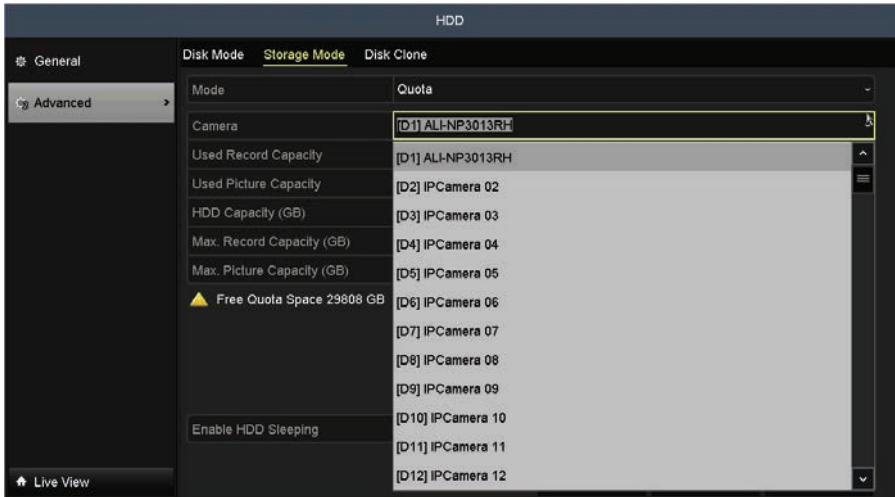 HDD
General
Advanced
Live View
Disk Mode Storage Mode Disk Clone
Mode Quota
Camera [D1] ALI-NP3013RH
Used Record Capacity
Used Picture Capacity
HDD Capacity (GB)
Max. Record Capacity (GB)
Max. Picture Capacity (GB)
Free Quota Space 29808 GB
Enable HDD Sleeping
[D1] ALI-NP3013RH
[D2] IPCamera 02
[D3] IPCamera 03
[D4] IPCamera 04
[D5] IPCamera 05
[D6] IPCamera 06
[D7] IPCamera 07
[D8] IPCamera 08
[D9] IPCamera 09
[D10] IPCamera 10
[D11] IPCamera 11
[D12] IPCamera 12